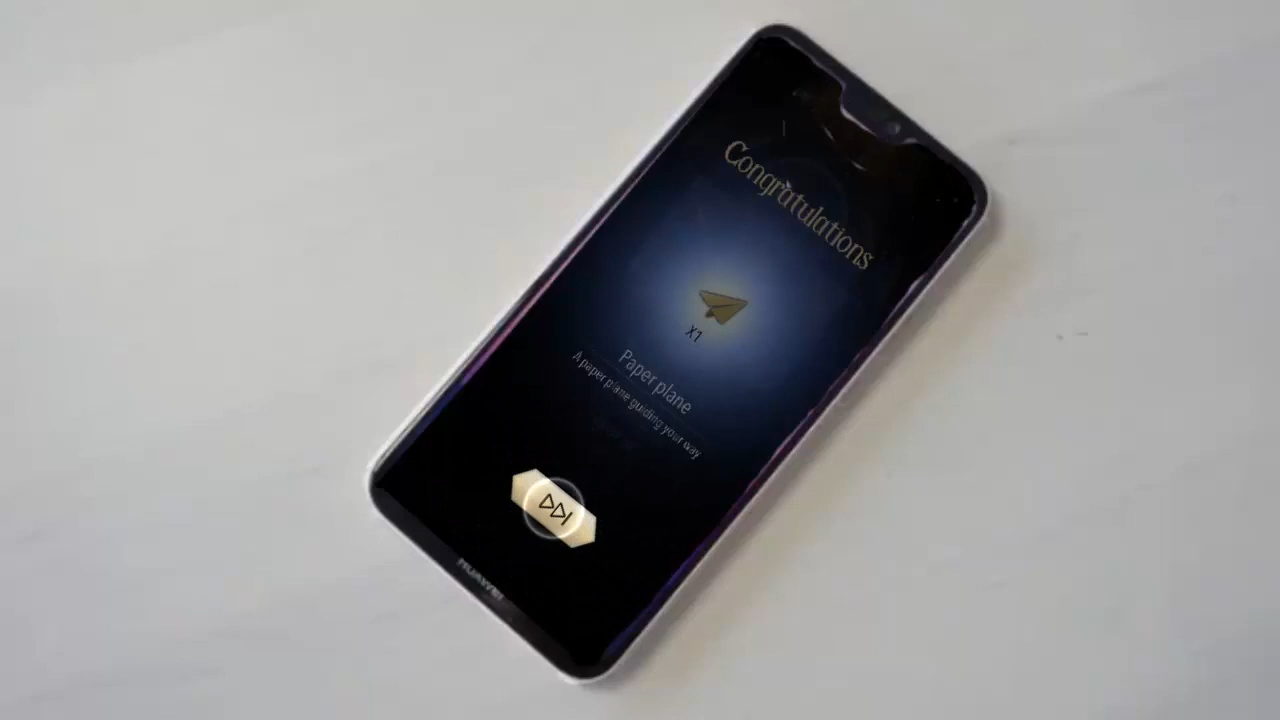 Congratulations
X1
Paper plane
A paper plane guiding your way
HUAWEI